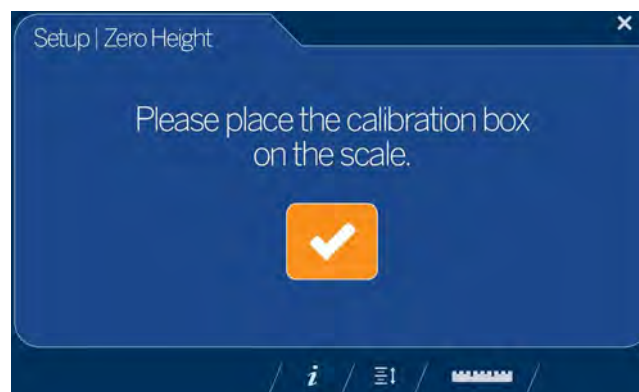 Setup | Zero Height
Please place the calibration box
on the scale.
i